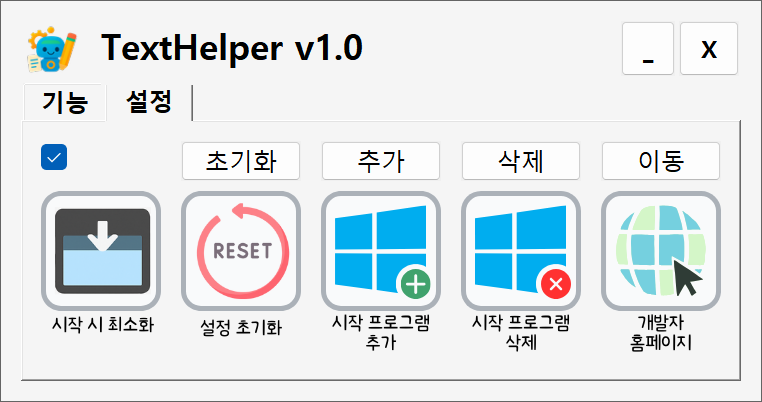 TextHelper v1.0
_ X
기능 설정
초기화 추가 삭제 이동
RESET
시작 시 최소화
설정 초기화
시작 프로그램
추가
시작 프로그램
삭제
개발자
홈페이지